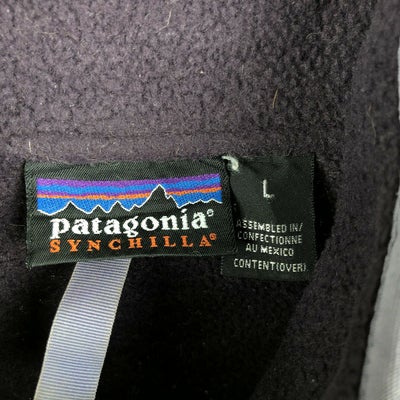 patagonia®
SYNCHILLA®
L
ASSEMBLED IN/
CONFECTIONNE
AU MEXICO
CONTENT(OVER)